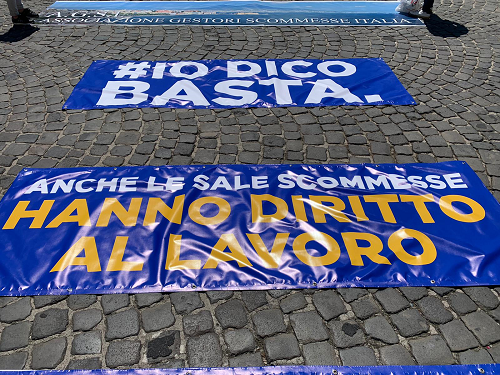 ASSOCIAZIONE GESTORI SCOMMESSE ITALIA
#IO DICO
BASTA.
ANCHE LE SALE SCOMMESSE
HANNO DIRITTO
AL LAVORO